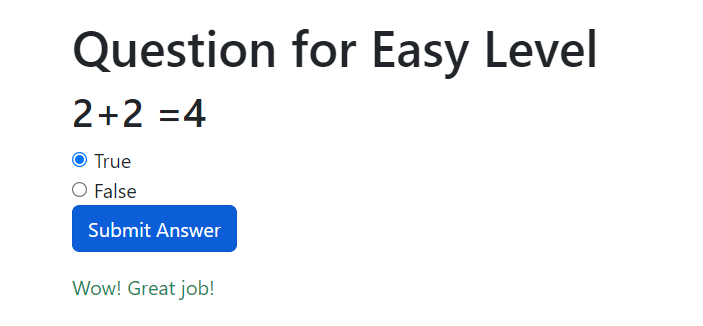 Question for Easy Level
2+2 =4
True
False
Submit Answer
Wow! Great job!